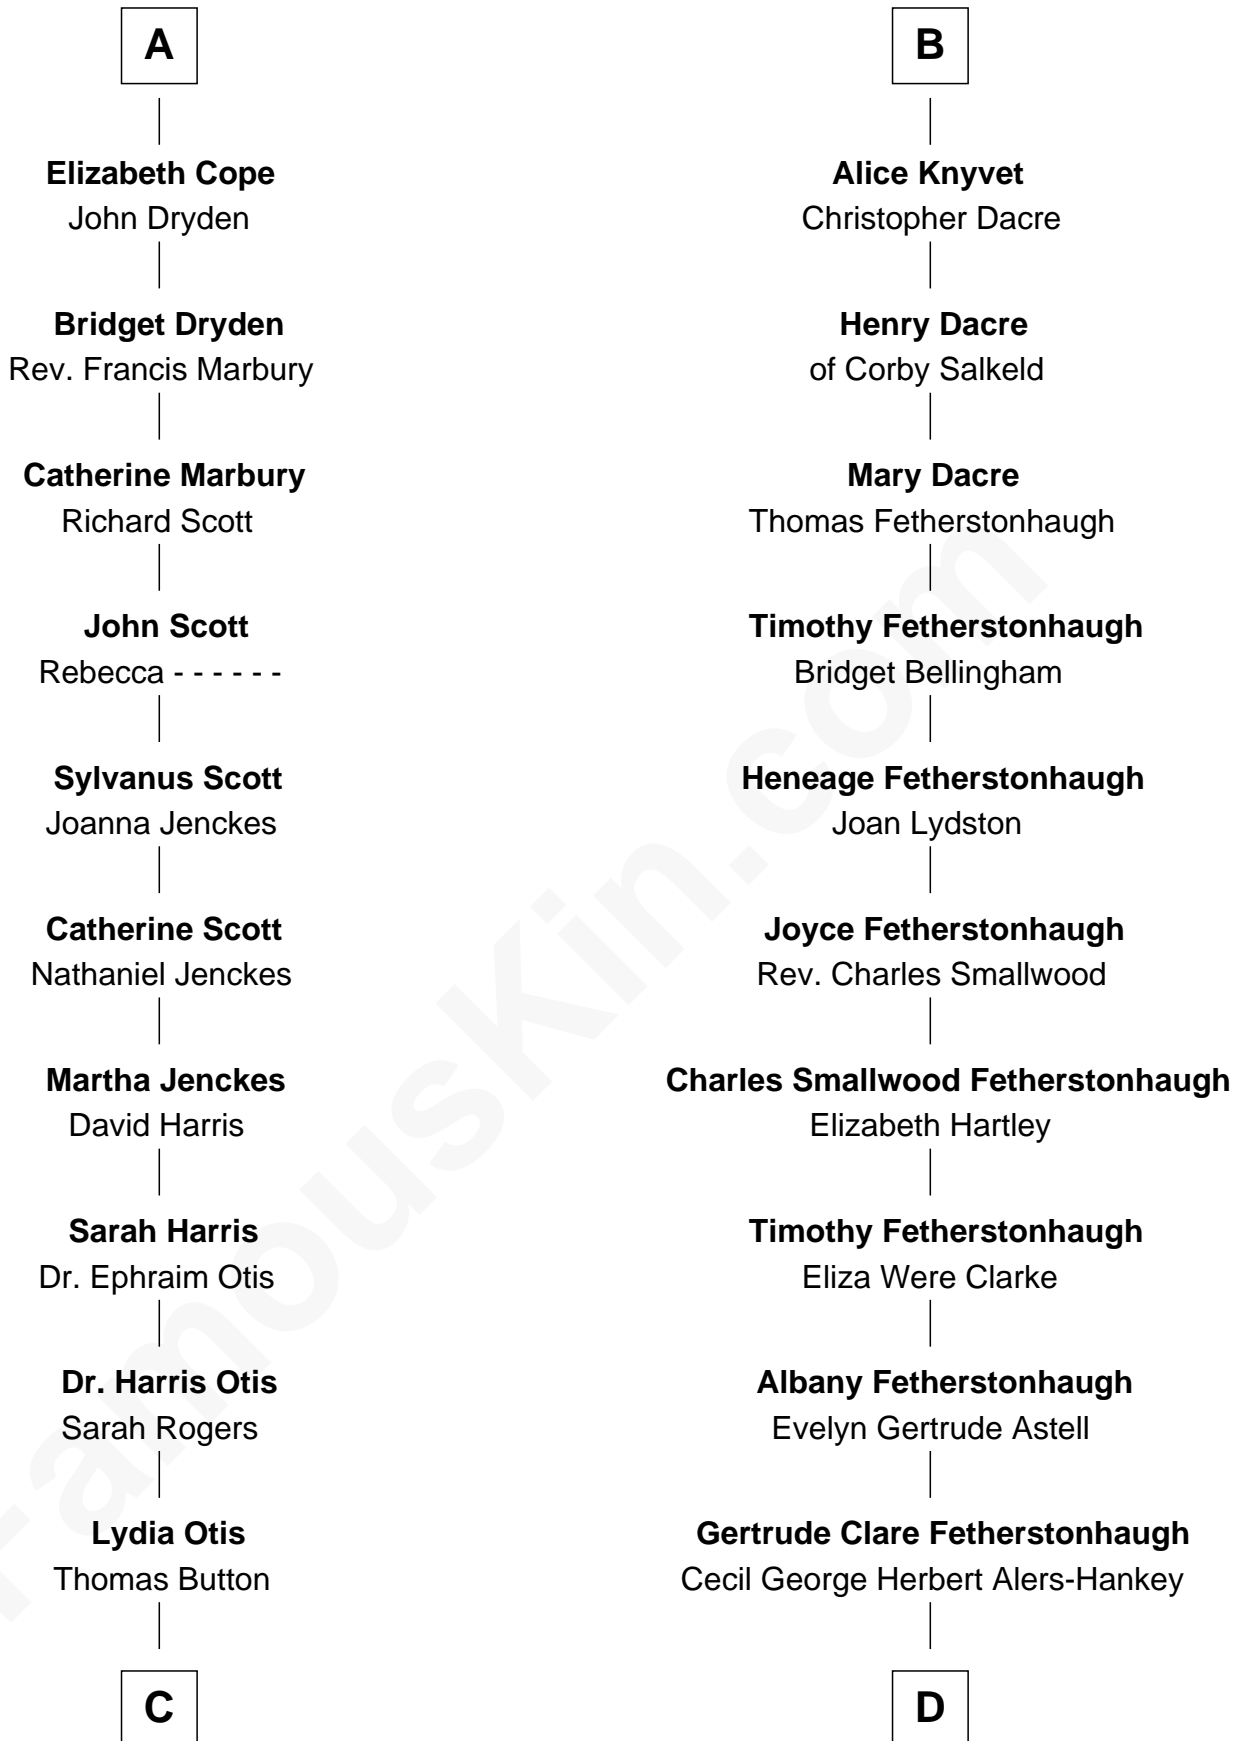 A
Elizabeth Cope
John Dryden
Bridget Dryden
Rev. Francis Marbury
Catherine Marbury
Richard Scott
John Scott
Rebecca - - - - - -
Sylvanus Scott
Joanna Jenckes
Catherine Scott
Nathaniel Jenckes
Martha Jenckes
David Harris
Sarah Harris
Dr. Ephraim Otis
Dr. Harris Otis
Sarah Rogers
Lydia Otis
Thomas Button
C
B
Alice Knyvet
Christopher Dacre
Henry Dacre
of Corby Salkeld
Mary Dacre
Thomas Fetherstonhaugh
Timothy Fetherstonhaugh
Bridget Bellingham
Heneage Fetherstonhaugh
Joan Lydston
Joyce Fetherstonhaugh
Rev. Charles Smallwood
Charles Smallwood Fetherstonhaugh
Elizabeth Hartley
Timothy Fetherstonhaugh
Eliza Were Clarke
Albany Fetherstonhaugh
Evelyn Gertrude Astell
Gertrude Clare Fetherstonhaugh
Cecil George Herbert Alers-Hankey
D
FamousKin.com